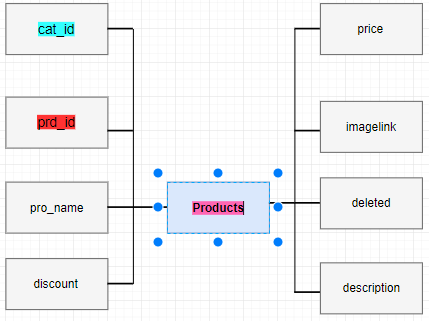 cat_id
price
prd_id
imagelink
pro_name
Products
deleted
discount
description